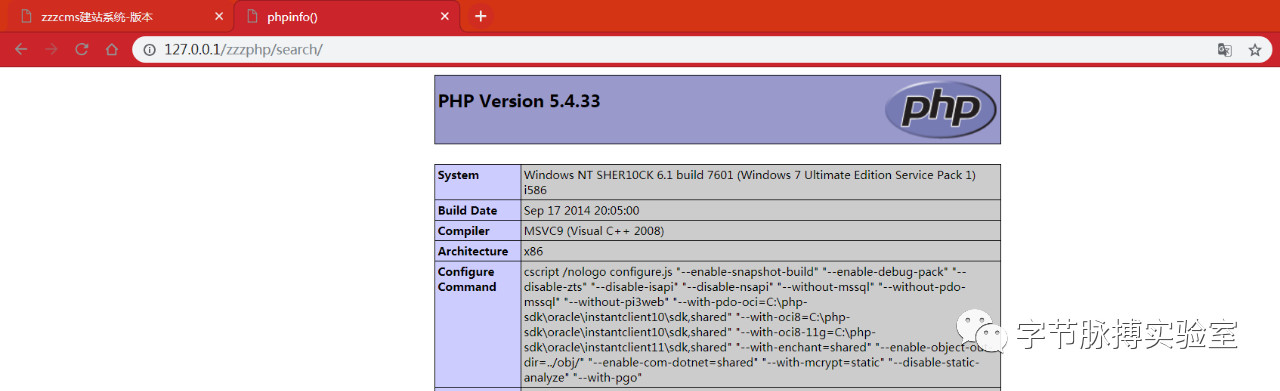 zzzcms建站系统-版本
phpinfo()
127.0.0.1/zzzphp/search/
PHP Version 5.4.33
php
System
Windows NT SHER10CK 6.1 build 7601 (Windows 7 Ultimate Edition Service Pack 1)
i586
Build Date
Sep 17 2014 20:05:00
Compiler
MSVC9 (Visual C++ 2008)
Architecture
x86
Configure
Command
cscript /nologo configure.js "--enable-snapshot-build" "--enable-debug-pack" "--
disable-zts" "--disable-isapi" "--disable-nsapi" "--without-mssql" "--without-pdo-
mssql" "--without-pi3web" "--with-pdo-oci=C:\php-
sdk\oracle\instantclient10\sdk,shared" "--with-oci8=C:\php-
sdk\oracle\instantclient10\sdk,shared" "--with-oci8-11g=C:\php-
sdk\oracle\instantclient11\sdk,shared" "--with-enchant=shared" "--enable-object-
dir=../obj/" "--enable-com-dotnet=shared" "--with-mcrypt=static" "--disable-static-
analyze" "--with-pgo"
字节脉搏实验室